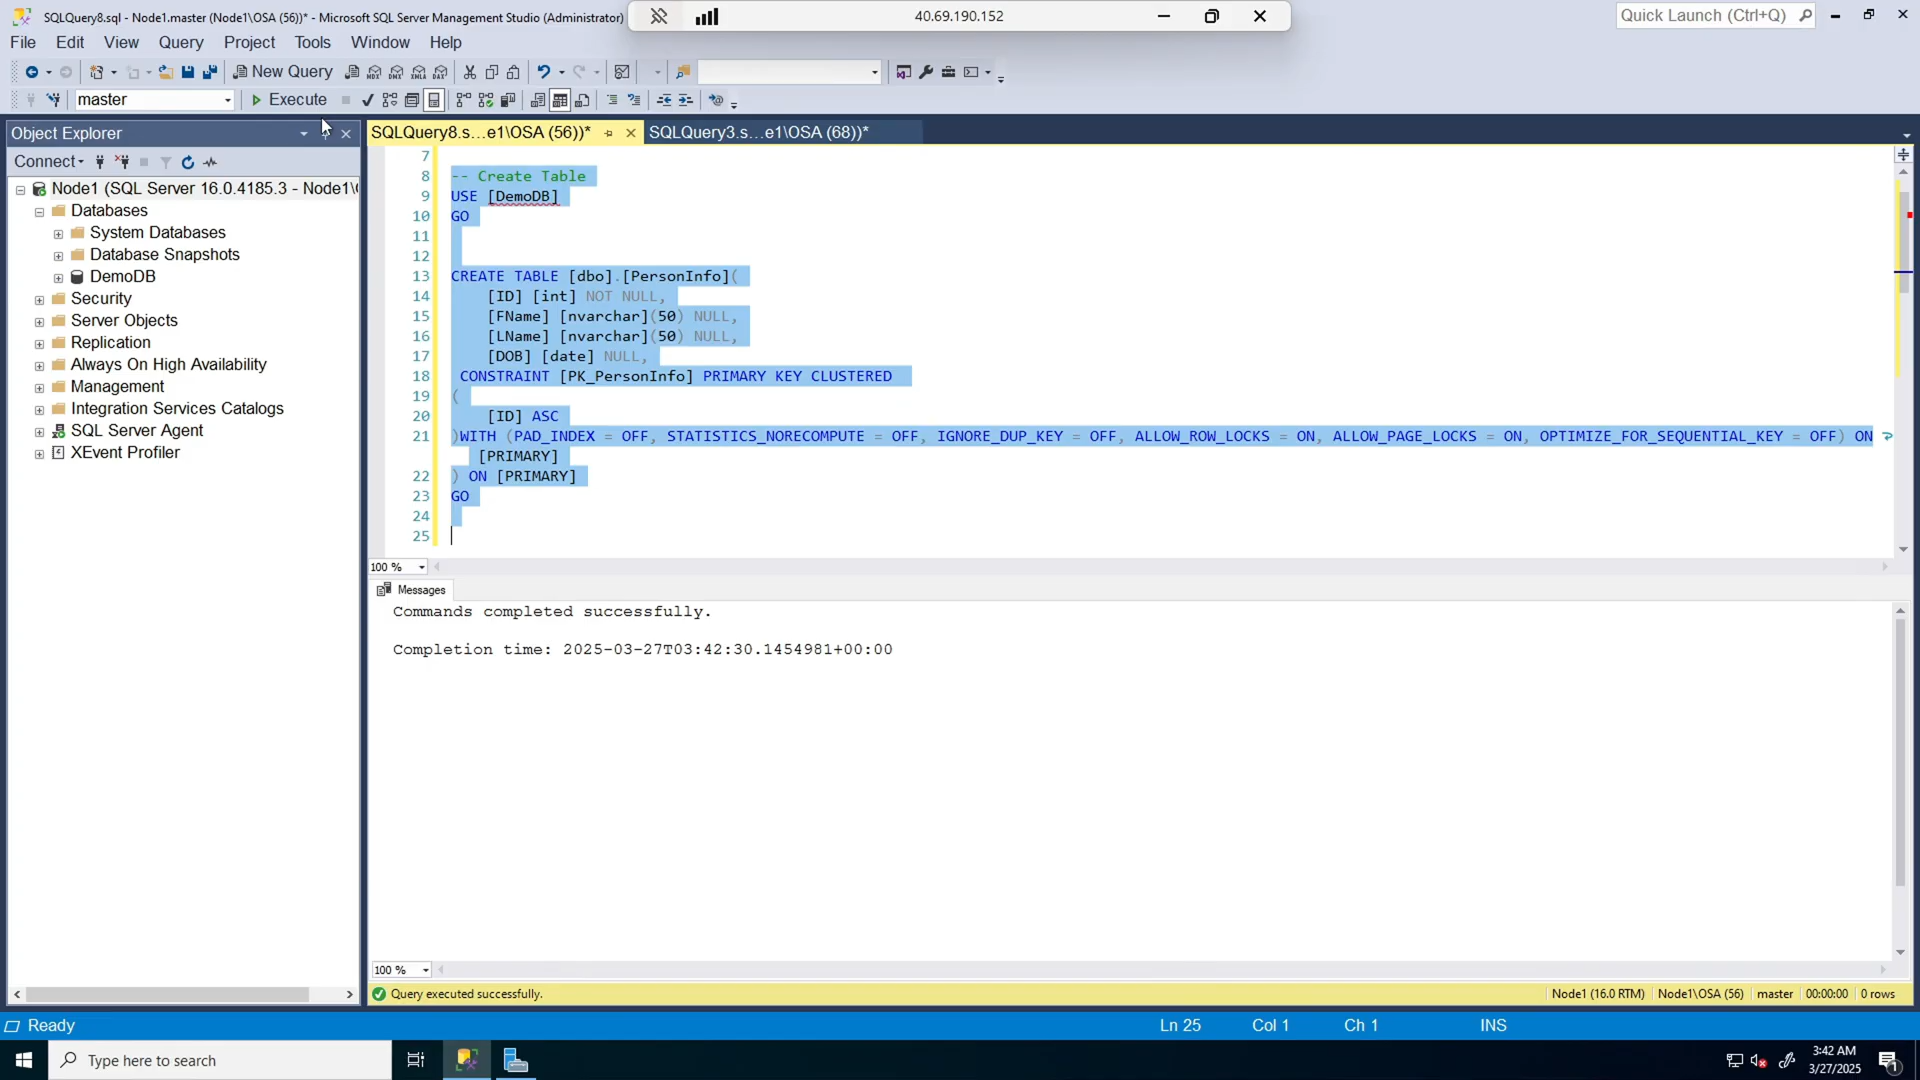 SQLQuery8.sql - Node1.master (Node1\OSA (56))* - Microsoft SQL Server Management Studio (Administrator)
40.69.190.152
Quick Launch (Ctrl+Q)
File Edit View Query Project Tools Window Help
New Query
master
Execute
Object Explorer
Connect
Node1 (SQL Server 16.0.4185.3 - Node1\
Databases
System Databases
Database Snapshots
DemoDB
Security
Server Objects
Replication
Always On High Availability
Management
Integration Services Catalogs
SQL Server Agent
XEvent Profiler
SQLQuery8.s...e1\OSA (56))* SQLQuery3.s...e1\OSA (68))*
7
8 -- Create Table
9 USE [DemoDB]
10 GO
11
12
13 CREATE TABLE [dbo].[PersonInfo](
14 [ID] [int] NOT NULL,
15 [FName] [nvarchar](50) NULL,
16 [LName] [nvarchar](50) NULL,
17 [DOB] [date] NULL,
18 CONSTRAINT [PK_PersonInfo] PRIMARY KEY CLUSTERED
19 (
20 [ID] ASC
21 )WITH (PAD_INDEX = OFF, STATISTICS_NORECOMPUTE = OFF, IGNORE_DUP_KEY = OFF, ALLOW_ROW_LOCKS = ON, ALLOW_PAGE_LOCKS = ON, OPTIMIZE_FOR_SEQUENTIAL_KEY = OFF) ON
[PRIMARY]
22 ) ON [PRIMARY]
23 GO
24
25
100 %
Messages
Commands completed successfully.
Completion time: 2025-03-27T03:42:30.1454981+00:00
100 %
Query executed successfully.
Node1 (16.0 RTM) Node1\OSA (56) master 00:00:00 0 rows
Ready
Ln 25 Col 1 Ch 1 INS
Type here to search
3:42 AM
3/27/2025
1